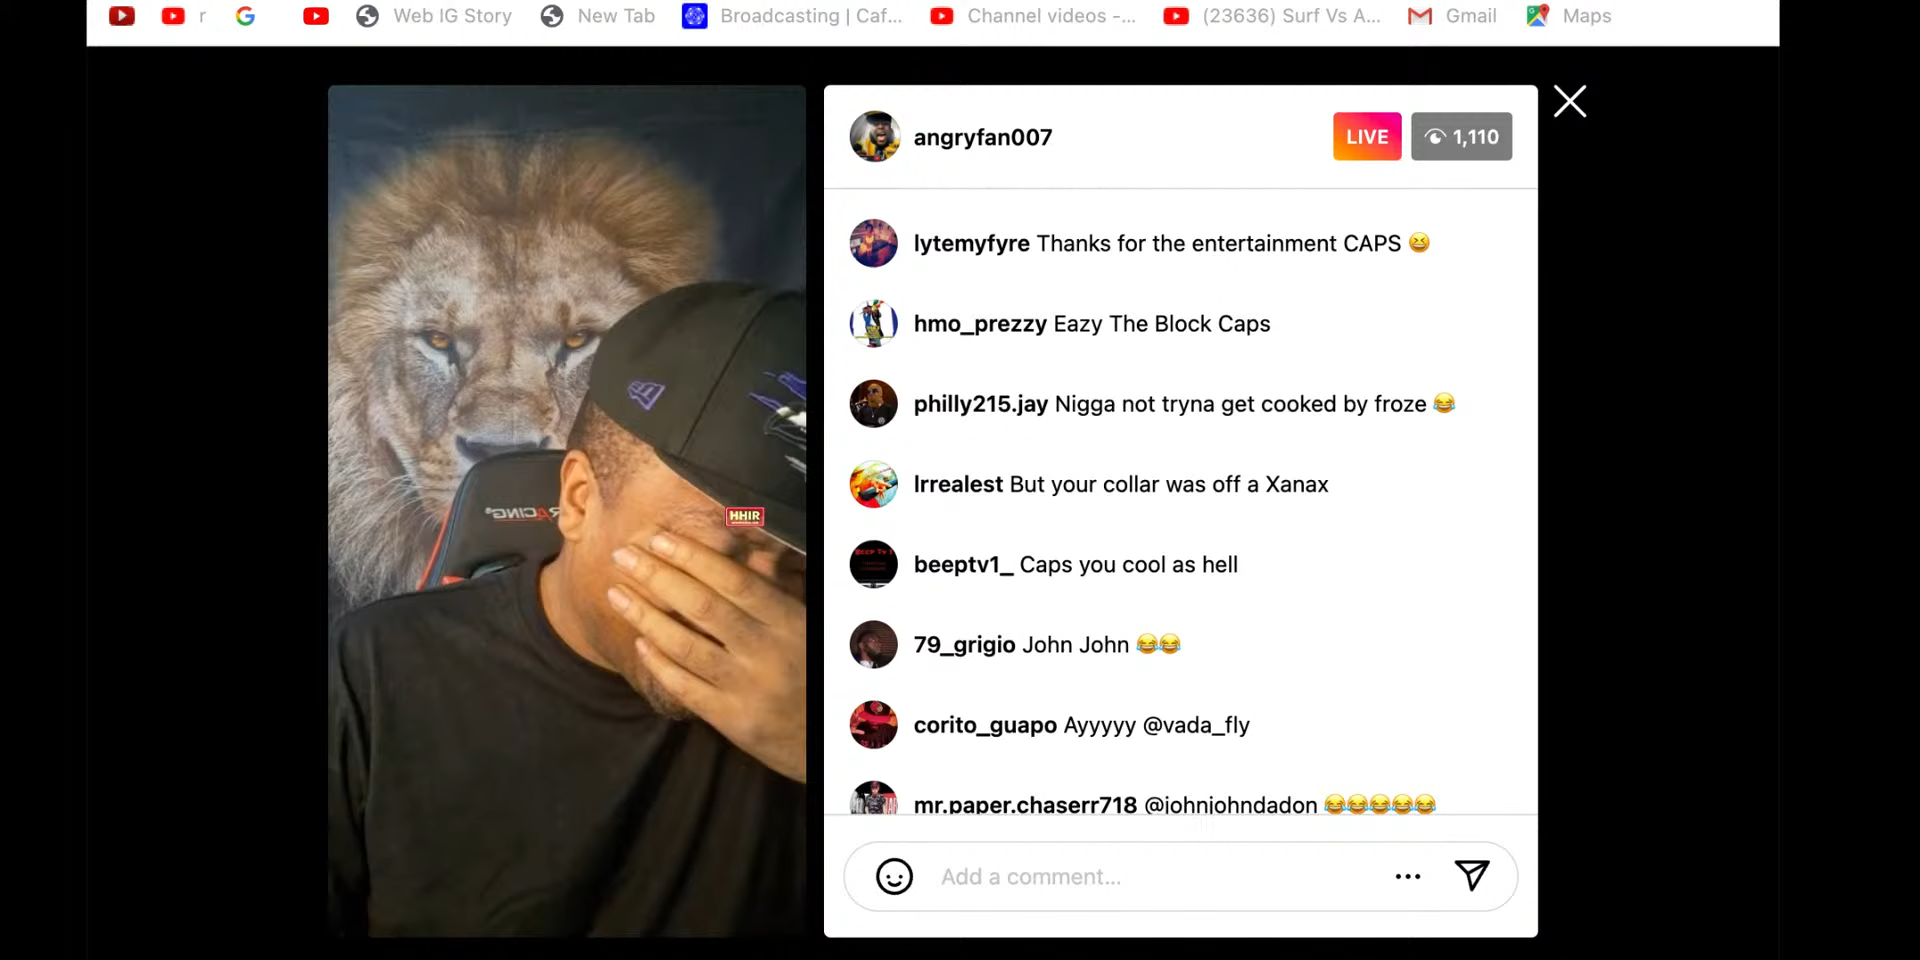 r
Web IG Story
New Tab
Broadcasting | Caf...
Channel videos -...
(23636) Surf Vs A...
Gmail
Maps
angryfan007
LIVE
1,110
lytemyfyre Thanks for the entertainment CAPS 😆
hmo_prezzy Eazy The Block Caps
philly215.jay Nigga not tryna get cooked by froze 😂
lrrealest But your collar was off a Xanax
beeptv1_ Caps you cool as hell
79_grigio John John 😂😂
corito_guapo Ayyyyy @vada_fly
mr.paper.chaserr718 @johnjohndadon 😂😂😂😂😂
Add a comment...
RACING
HHIR